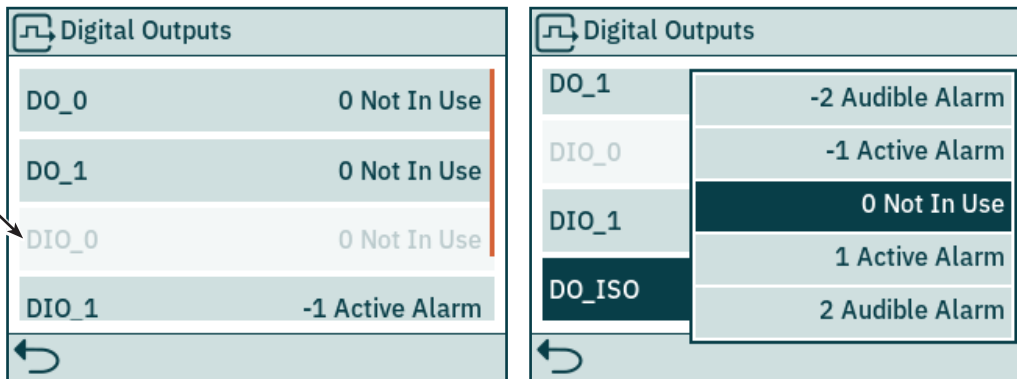 Digital Outputs
DO_0 0 Not In Use
DO_1 0 Not In Use
DIO_0 0 Not In Use
DIO_1 -1 Active Alarm
Digital Outputs
DO_1
DIO_0
DIO_1
DO_ISO
-2 Audible Alarm
-1 Active Alarm
0 Not In Use
1 Active Alarm
2 Audible Alarm